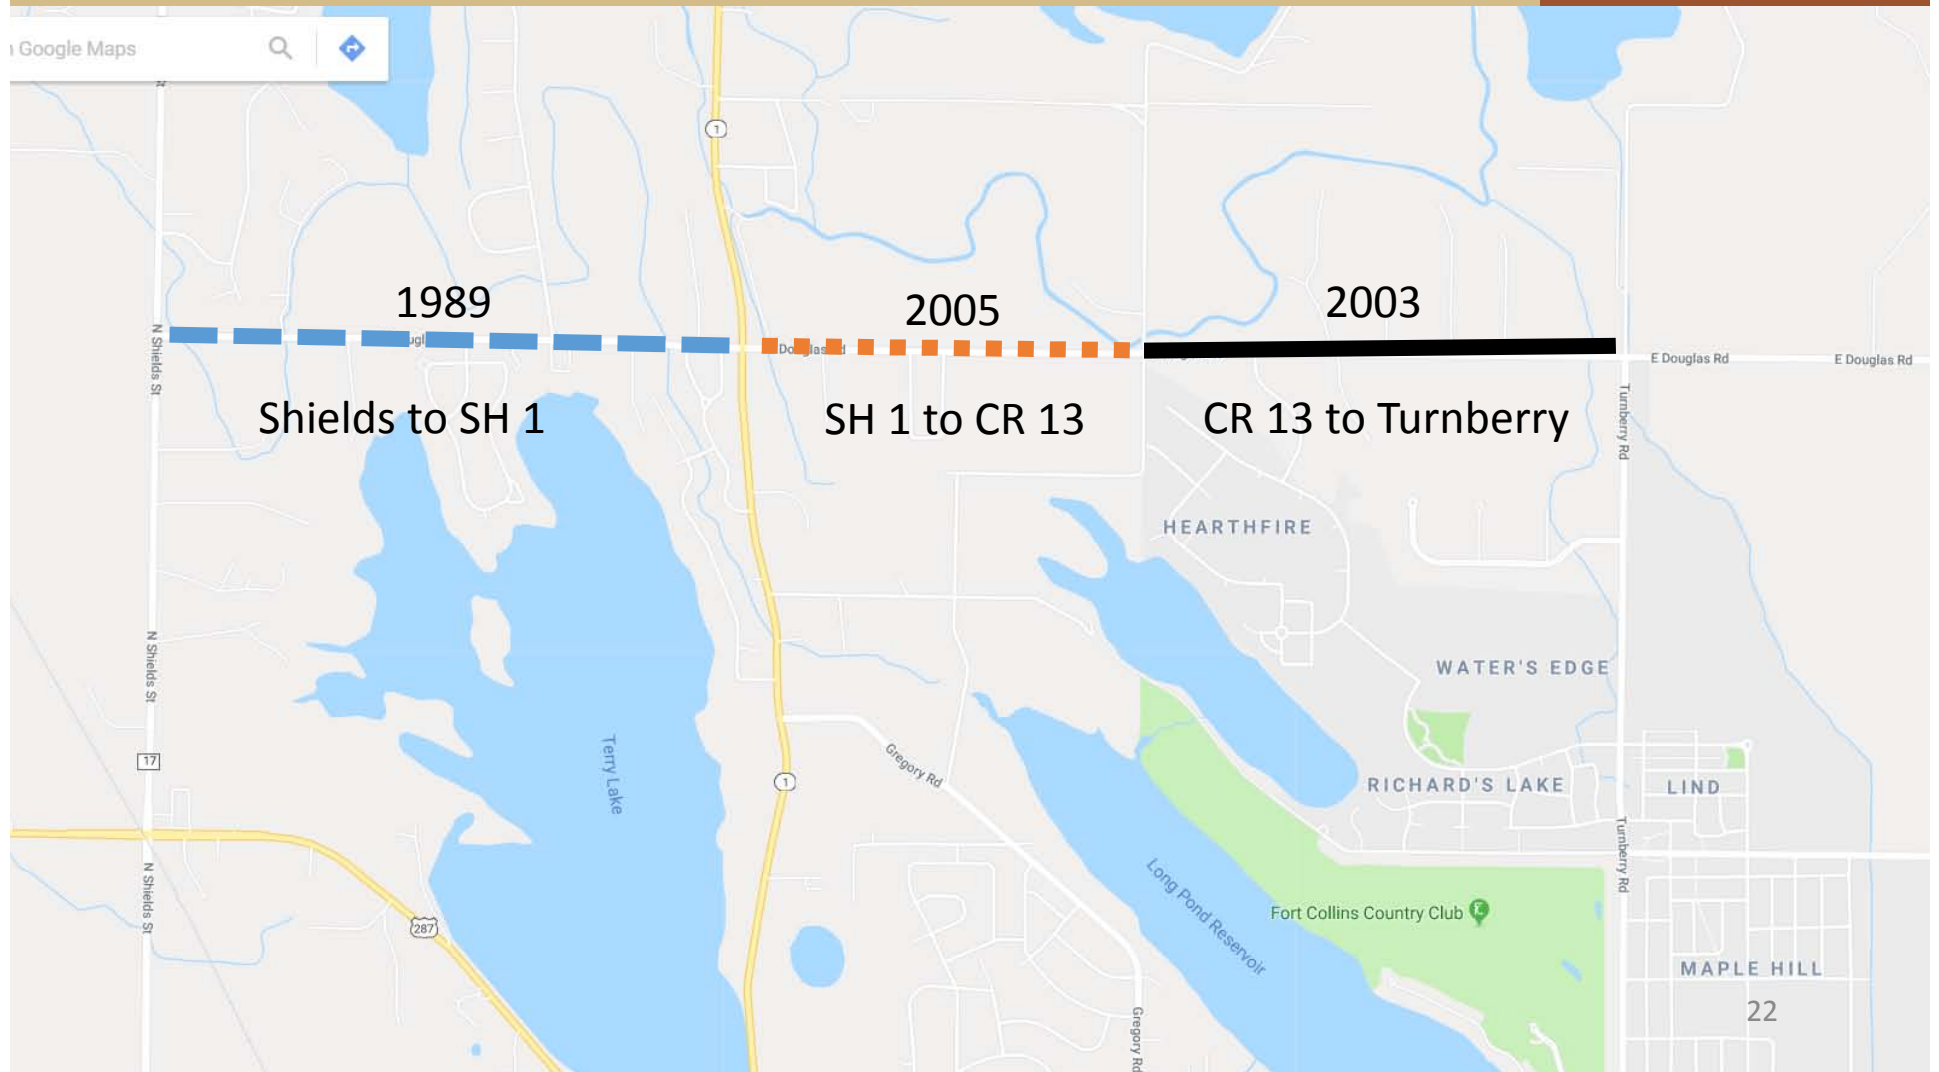 Google Maps
1
1989
2005
2003
N Shields St
Douglas Rd
E Douglas Rd
E Douglas Rd
Shields to SH 1
SH 1 to CR 13
CR 13 to Turnberry
Turnberry Rd
HEARTHFIRE
N Shields St
WATER'S EDGE
17
Terry Lake
Gregory Rd
1
RICHARD'S LAKE
LIND
Turnberry Rd
N Shields St
287
Long Pond Reservoir
Fort Collins Country Club
MAPLE HILL
22
Gregory Rd